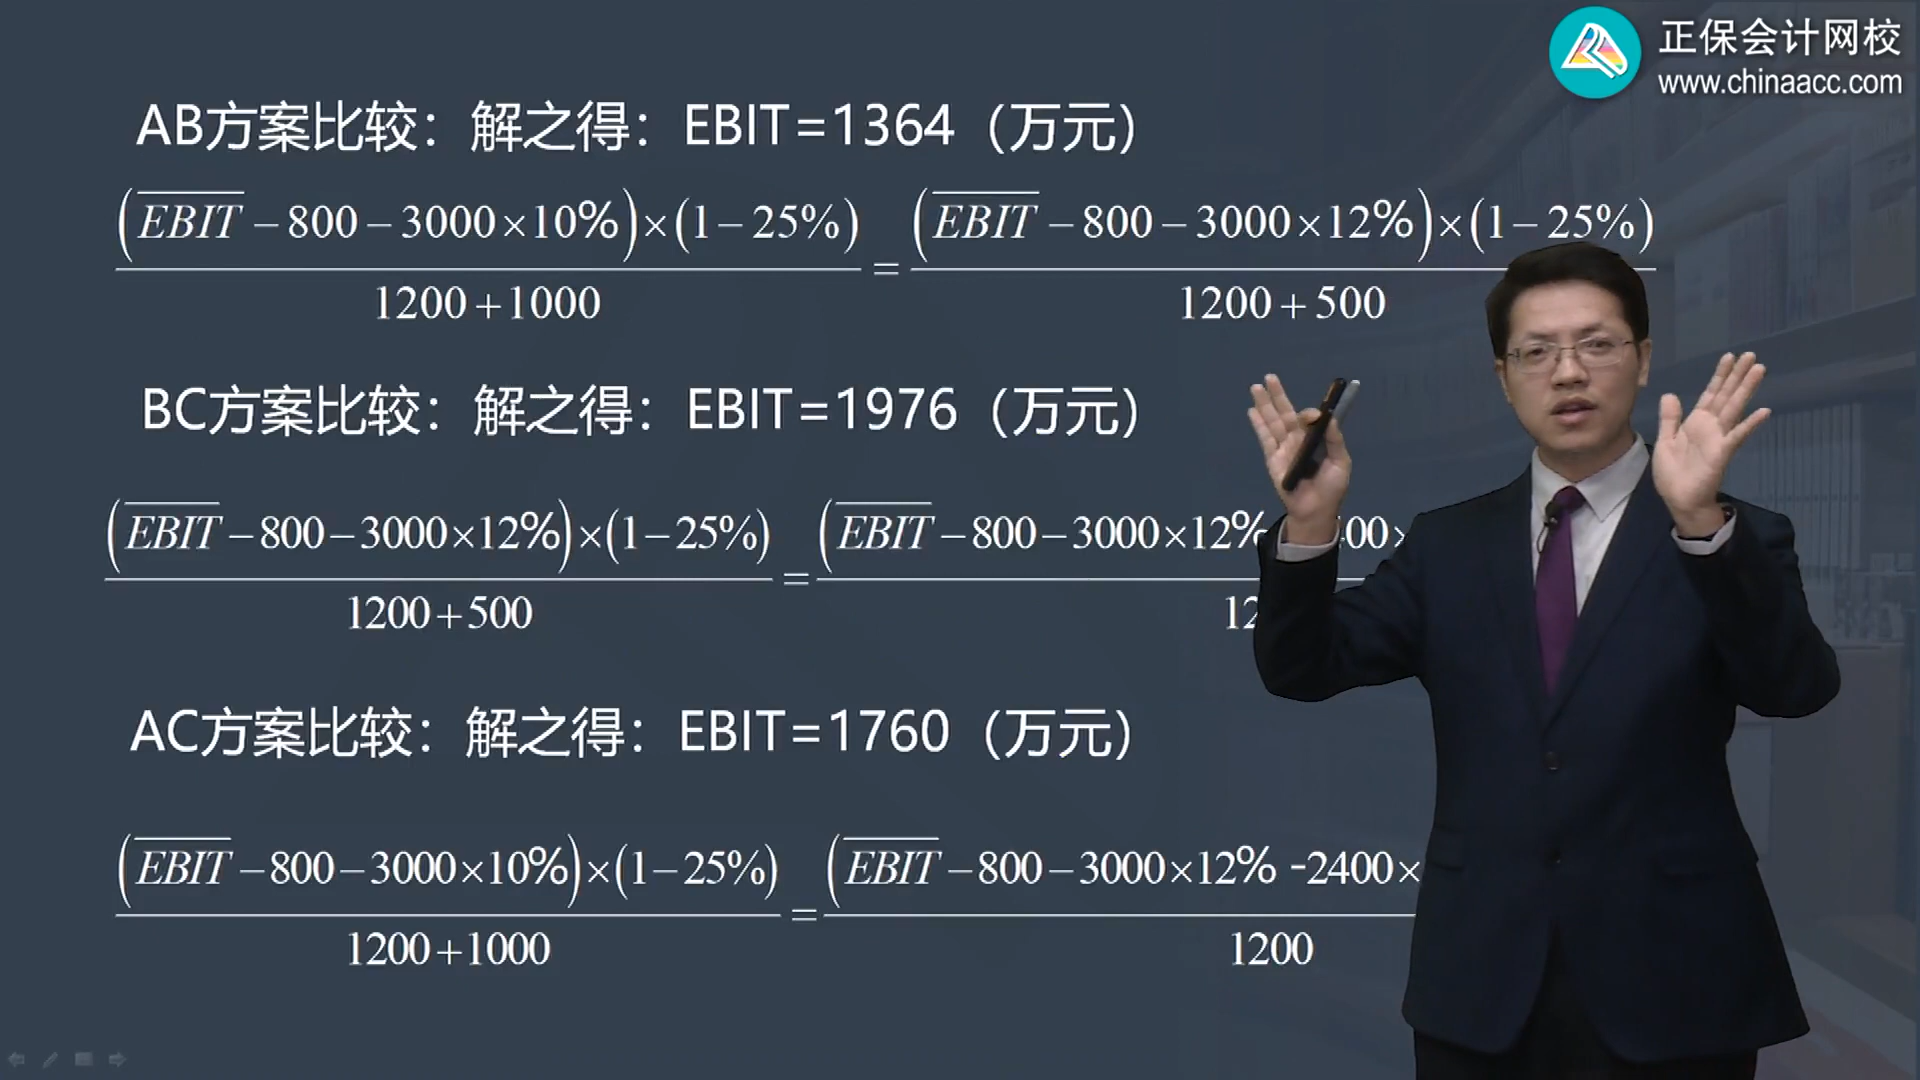 正保会计网校
www.chinaacc.com
AB方案比较：解之得：EBIT=1364（万元）
(EBIT－800－3000×10%)×(1－25%) / 1200+1000 = (EBIT－800－3000×12%)×(1－25%) / 1200+500
BC方案比较：解之得：EBIT=1976（万元）
(EBIT－800－3000×12%)×(1－25%) / 1200+500 = (EBIT－800－3000×12%
AC方案比较：解之得：EBIT=1760（万元）
(EBIT－800－3000×10%)×(1－25%) / 1200+1000 = (EBIT－800－3000×12% -2400× / 1200